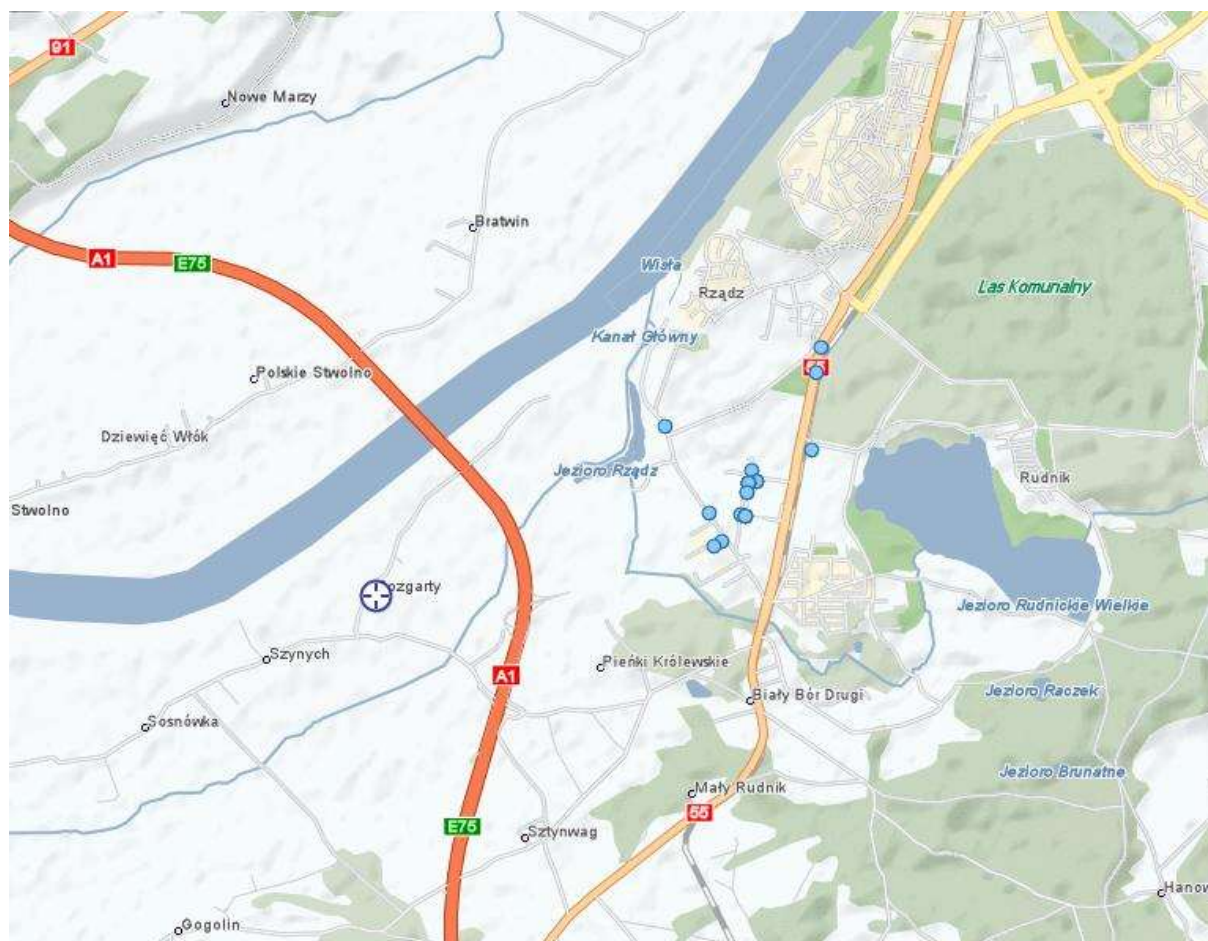 91
Nowe Marzy
Bratwin
A1
E75
Wisła
Rządz
Las Komunalny
Kanał Główny
Polskie Stwolno
Dziewięć Włók
Jezioro Rządz
Rudnik
Stwolno
ozgarty
Jezioro Rudnickie Wielkie
Szynych
Pieńki Królewskie
A1
Biały Bór Drugi
Jezioro Raczek
Sosnówka
Jezioro Brunatne
Mały Rudnik
55
E75
Sztynwag
Hanow
Gogolin